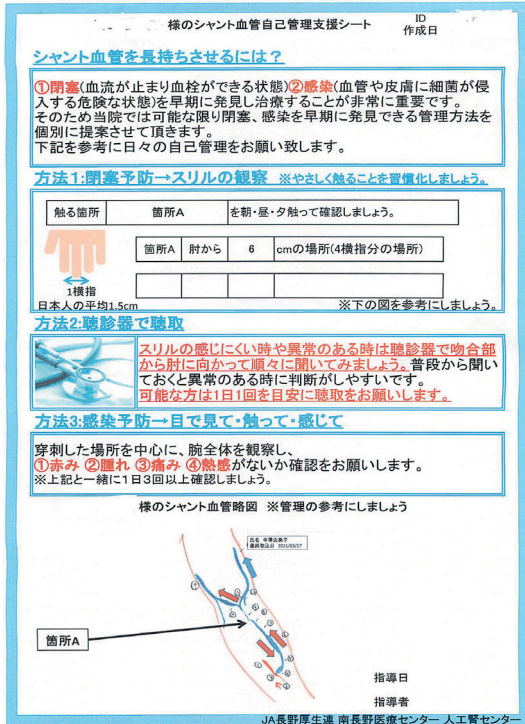 様のシャント血管自己管理支援シート
ID
作成日
シャント血管を長持ちさせるには?
①閉塞(血流が止まり血栓ができる状態)②感染(血管や皮膚に細菌が侵
入する危険な状態)を早期に発見し治療することが非常に重要です。
そのため当院では可能な限り閉塞、感染を早期に発見できる管理方法を
個別に提案させて頂きます。
下記を参考に日々の自己管理をお願い致します。
方法1:閉塞予防→スリルの観察 ※やさしく触ることを習慣化しましょう。
触る箇所 箇所A を朝・昼・夕触って確認しましょう。
箇所A 肘から 6 cmの場所(4横指分の場所)
1横指
日本人の平均1.5cm
※下の図を参考にしましょう。
方法2:聴診器で聴取
スリルの感じにくい時や異常のある時は聴診器で吻合部
から肘に向かって順々に聞いてみましょう。普段から聞い
ておくと異常のある時に判断がしやすいです。
可能な方は1日1回を目安に聴取をお願いします。
方法3:感染予防→目で見て・触って・感じて
穿刺した場所を中心に、腕全体を観察し、
①赤み ②腫れ ③痛み ④熱感がないか確認をお願いします。
※上記と一緒に1日3回以上確認しましょう。
様のシャント血管略図 ※管理の参考にしましょう
氏名
最終取込日 2021/03/17
箇所A
指導日
指導者
JA長野厚生連 南長野医療センター 人工腎センター